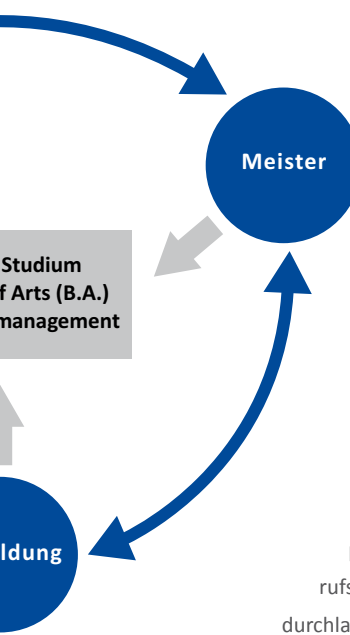 Meister
Studium
f Arts (B.A.)
management
ldung
rufs
durchla